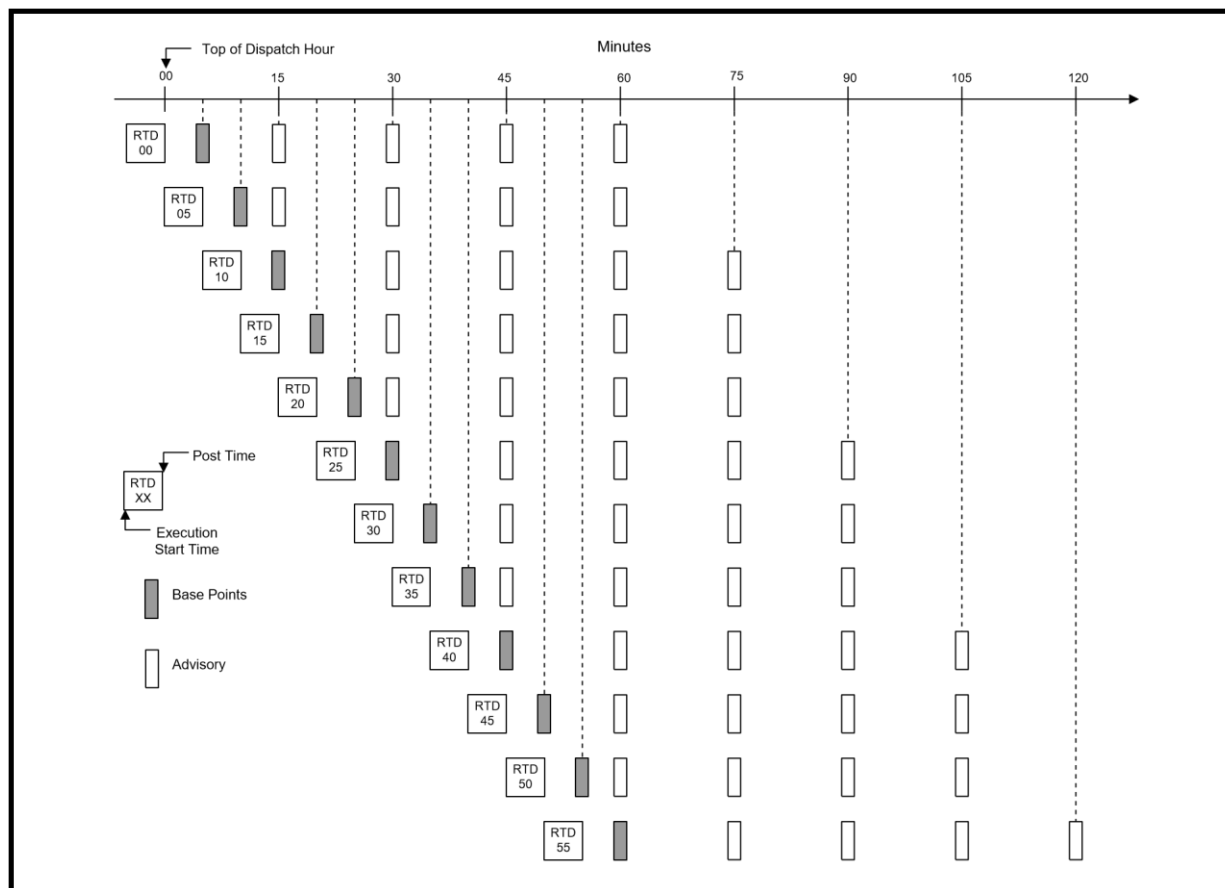 Top of Dispatch Hour
Minutes
00 15 30 45 60 75 90 105 120
RTD
00
RTD
05
RTD
10
RTD
15
RTD
20
RTD
25
Post Time
RTD
XX
RTD
30
Execution
Start Time
RTD
35
Base Points
RTD
40
Advisory
RTD
45
RTD
50
RTD
55